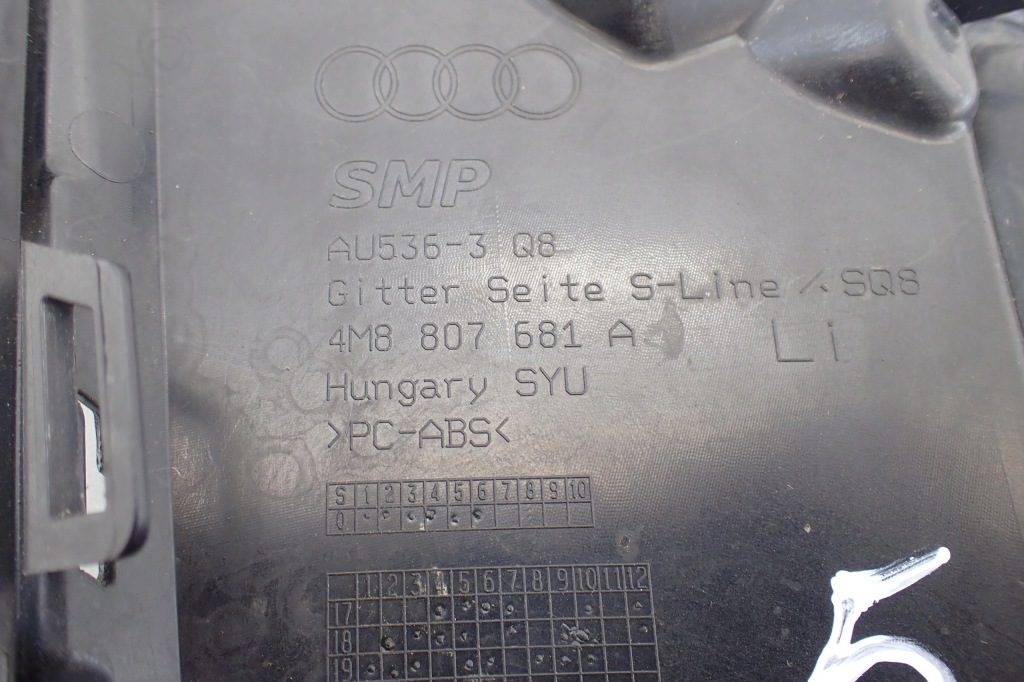 SMP
AU536-3 Q8
Gitter Seite S-Line / SQ8
4M8 807 681 A
Li
Hungary SYU
>PC-ABS<
S 1 2 3 4 5 6 7 8 9 10
0
1 2 3 4 5 6 7 8 9 10 11 12
17
18
19